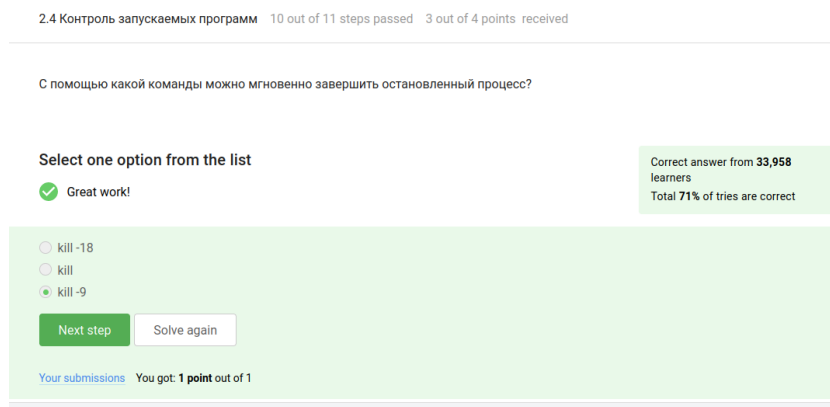 2.4 Контроль запускаемых программ 10 out of 11 steps passed 3 out of 4 points received
С помощью какой команды можно мгновенно завершить остановленный процесс?
Select one option from the list
Great work!
Correct answer from 33,958
learners
Total 71% of tries are correct
kill -18
kill
kill -9
Next step Solve again
Your submissions You got: 1 point out of 1